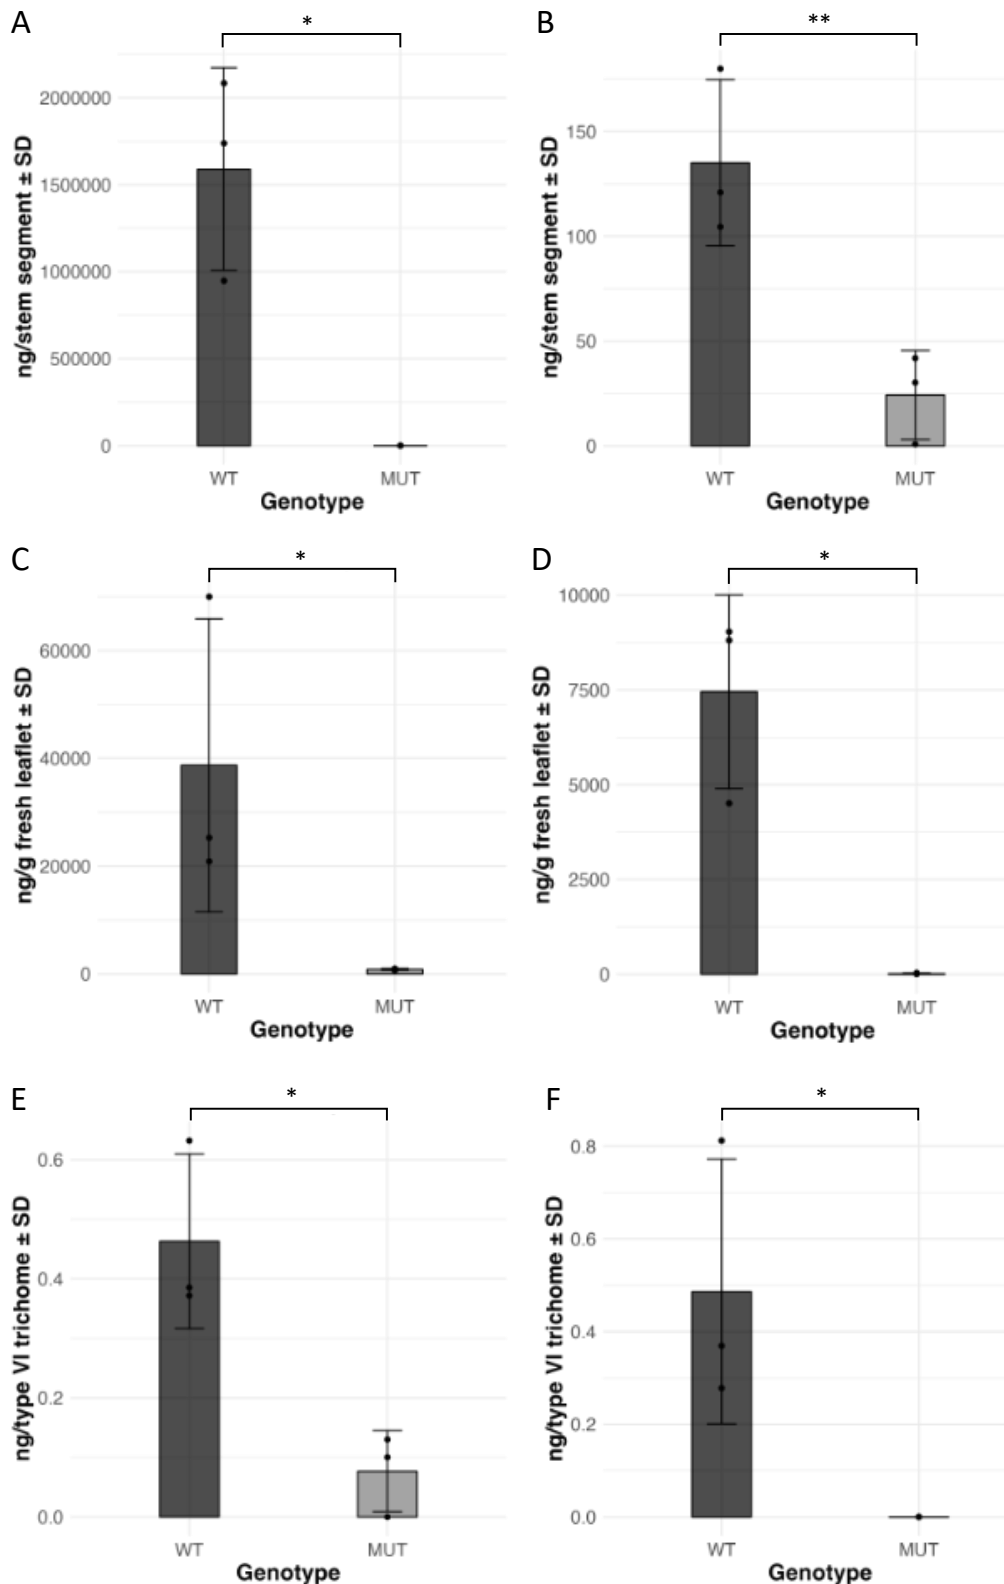 A
*
ng/stem segment ± SD
2000000
1500000
1000000
500000
0
WT
MUT
Genotype
B
**
ng/stem segment ± SD
150
100
50
0
WT
MUT
Genotype
C
*
ng/g fresh leaflet ± SD
60000
40000
20000
0
WT
MUT
Genotype
D
*
ng/g fresh leaflet ± SD
10000
7500
5000
2500
0
WT
MUT
Genotype
E
*
ng/type VI trichome ± SD
0.6
0.4
0.2
0.0
WT
MUT
Genotype
F
*
ng/type VI trichome ± SD
0.8
0.6
0.4
0.2
0.0
WT
MUT
Genotype